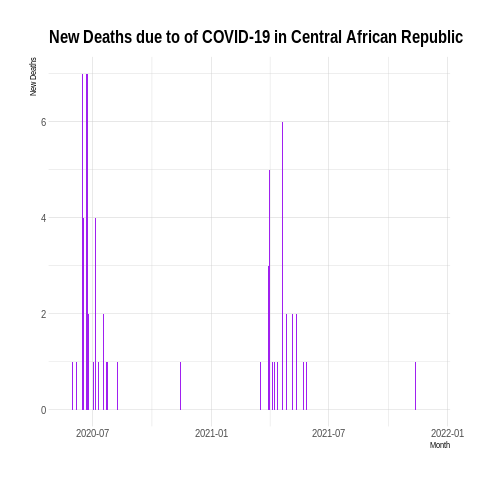 New Deaths due to of COVID-19 in Central African Republic
New Deaths
6
4
2
0
2020-07 2021-01 2021-07 2022-01
Month